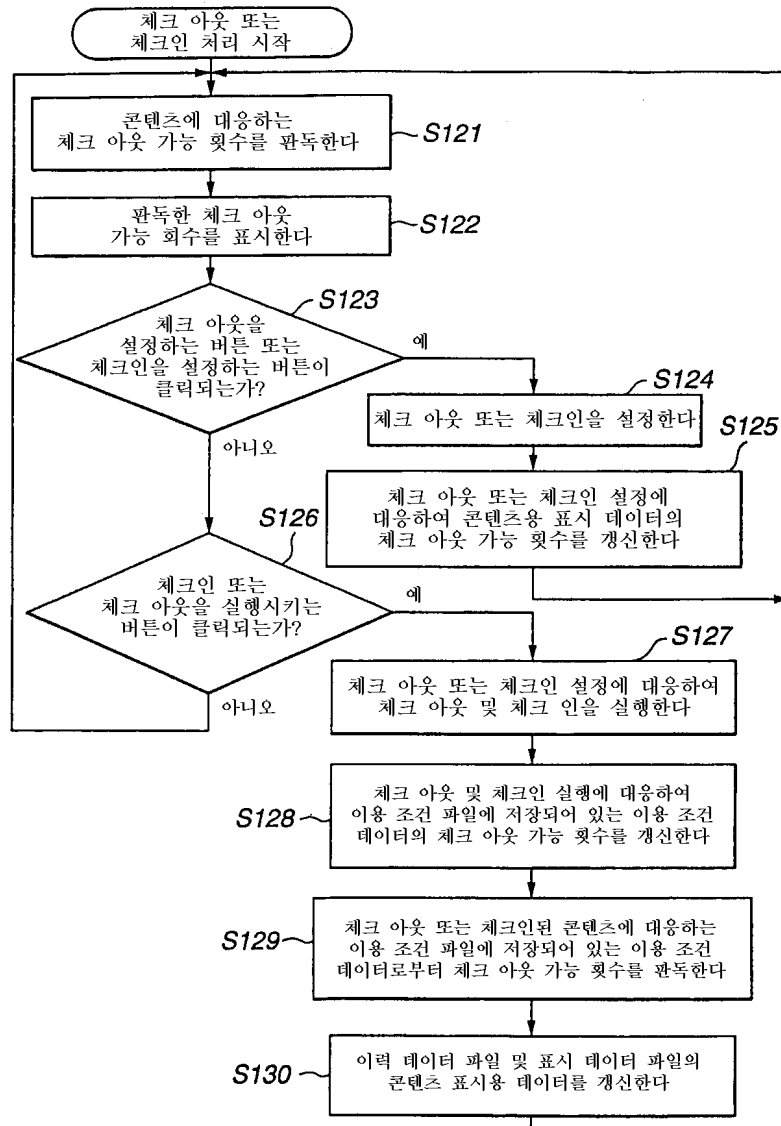 체크 아웃 또는
체크인 처리 시작
콘텐츠에 대응하는
체크 아웃 가능 횟수를 판독한다
S121
판독한 체크 아웃
가능 회수를 표시한다
S122
S123
체크 아웃을
설정하는 버튼 또는
체크인을 설정하는 버튼이
클릭되는가?
예
아니오
S124
체크 아웃 또는 체크인을 설정한다
S125
체크 아웃 또는 체크인 설정에
대응하여 콘텐츠용 표시 데이터의
체크 아웃 가능 횟수를 갱신한다
S126
체크인 또는
체크 아웃을 실행시키는
버튼이 클릭되는가?
예
아니오
S127
체크 아웃 또는 체크인 설정에 대응하여
체크 아웃 및 체크 인을 실행한다
S128
체크 아웃 및 체크인 실행에 대응하여
이용 조건 파일에 저장되어 있는 이용 조건
데이터의 체크 아웃 가능 횟수를 갱신한다
S129
체크 아웃 또는 체크인된 콘텐츠에 대응하는
이용 조건 파일에 저장되어 있는 이용 조건
데이터로부터 체크 아웃 가능 횟수를 판독한다
S130
이력 데이터 파일 및 표시 데이터 파일의
콘텐츠 표시용 데이터를 갱신한다